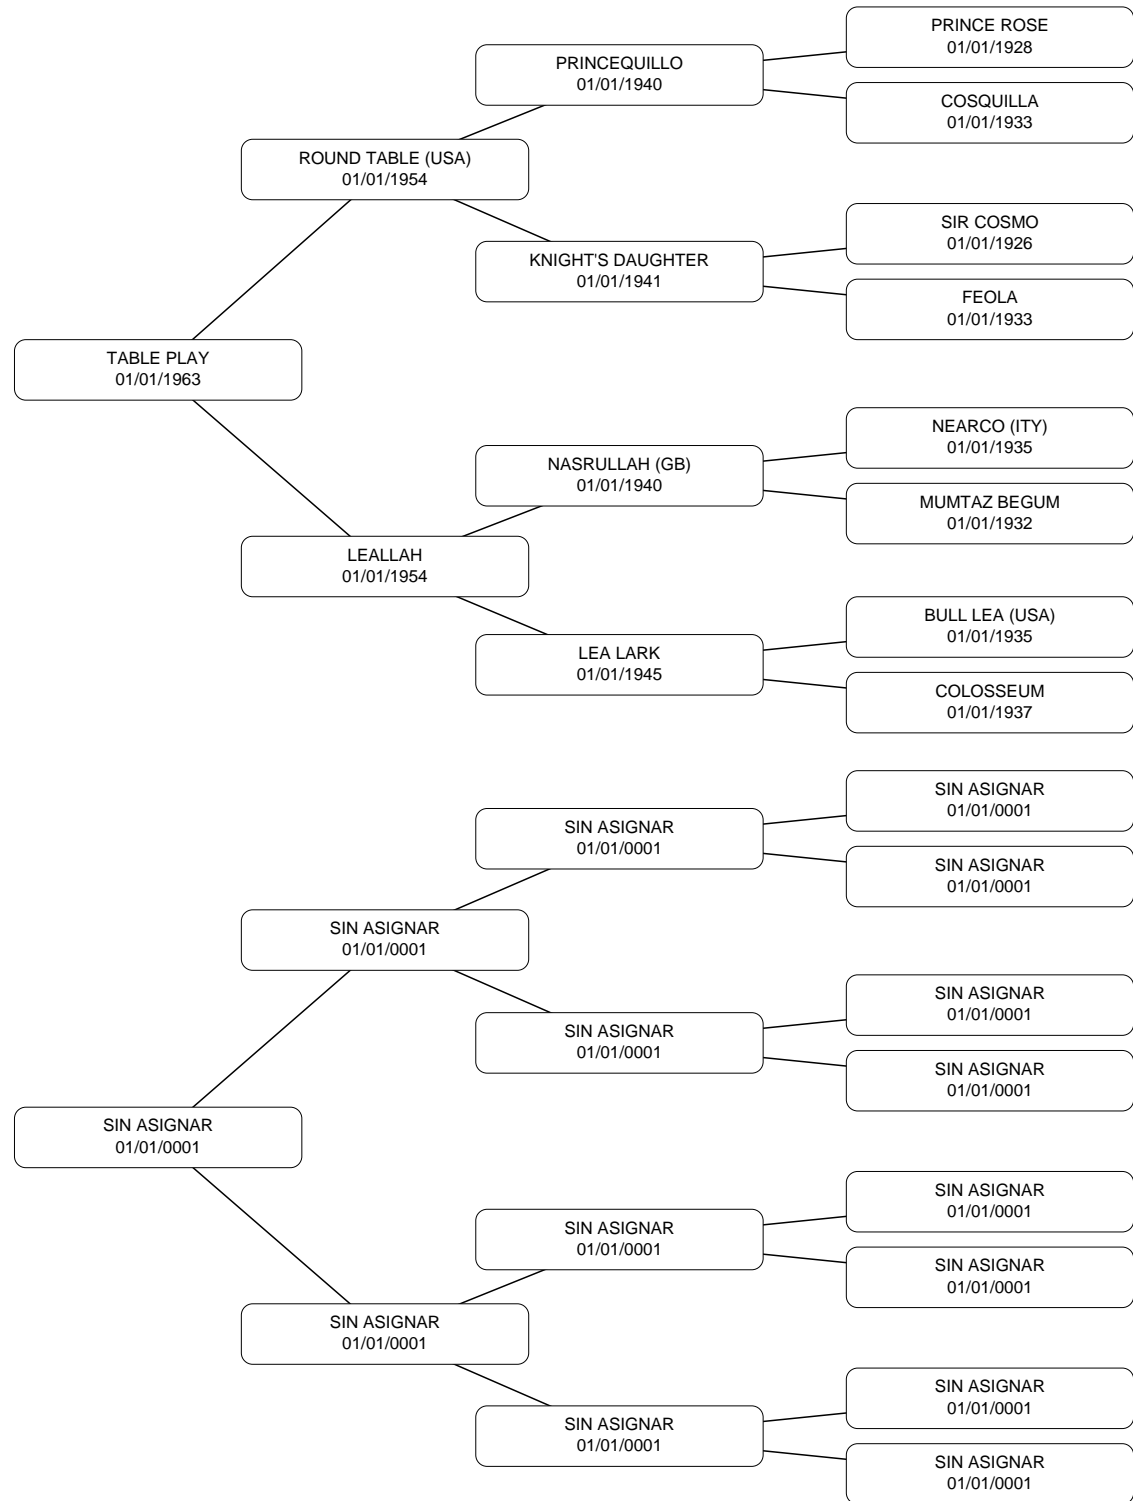 PRINCE ROSE
01/01/1928
PRINCEQUILLO
01/01/1940
COSQUILLA
01/01/1933
ROUND TABLE (USA)
01/01/1954
SIR COSMO
01/01/1926
KNIGHT'S DAUGHTER
01/01/1941
FEOLA
01/01/1933
TABLE PLAY
01/01/1963
NEARCO (ITY)
01/01/1935
NASRULLAH (GB)
01/01/1940
MUMTAZ BEGUM
01/01/1932
LEALLAH
01/01/1954
BULL LEA (USA)
01/01/1935
LEA LARK
01/01/1945
COLOSSEUM
01/01/1937
SIN ASIGNAR
01/01/0001
SIN ASIGNAR
01/01/0001
SIN ASIGNAR
01/01/0001
SIN ASIGNAR
01/01/0001
SIN ASIGNAR
01/01/0001
SIN ASIGNAR
01/01/0001
SIN ASIGNAR
01/01/0001
SIN ASIGNAR
01/01/0001
SIN ASIGNAR
01/01/0001
SIN ASIGNAR
01/01/0001
SIN ASIGNAR
01/01/0001
SIN ASIGNAR
01/01/0001
SIN ASIGNAR
01/01/0001
SIN ASIGNAR
01/01/0001
SIN ASIGNAR
01/01/0001